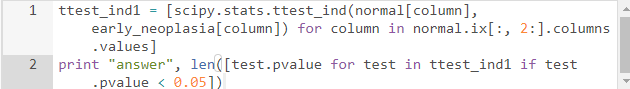 1 ttest_ind1 = [scipy.stats.ttest_ind(normal[column],
early_neoplasia[column]) for column in normal.ix[:, 2:].columns
.values]
2 print "answer", len([test.pvalue for test in ttest_ind1 if test
.pvalue < 0.05])